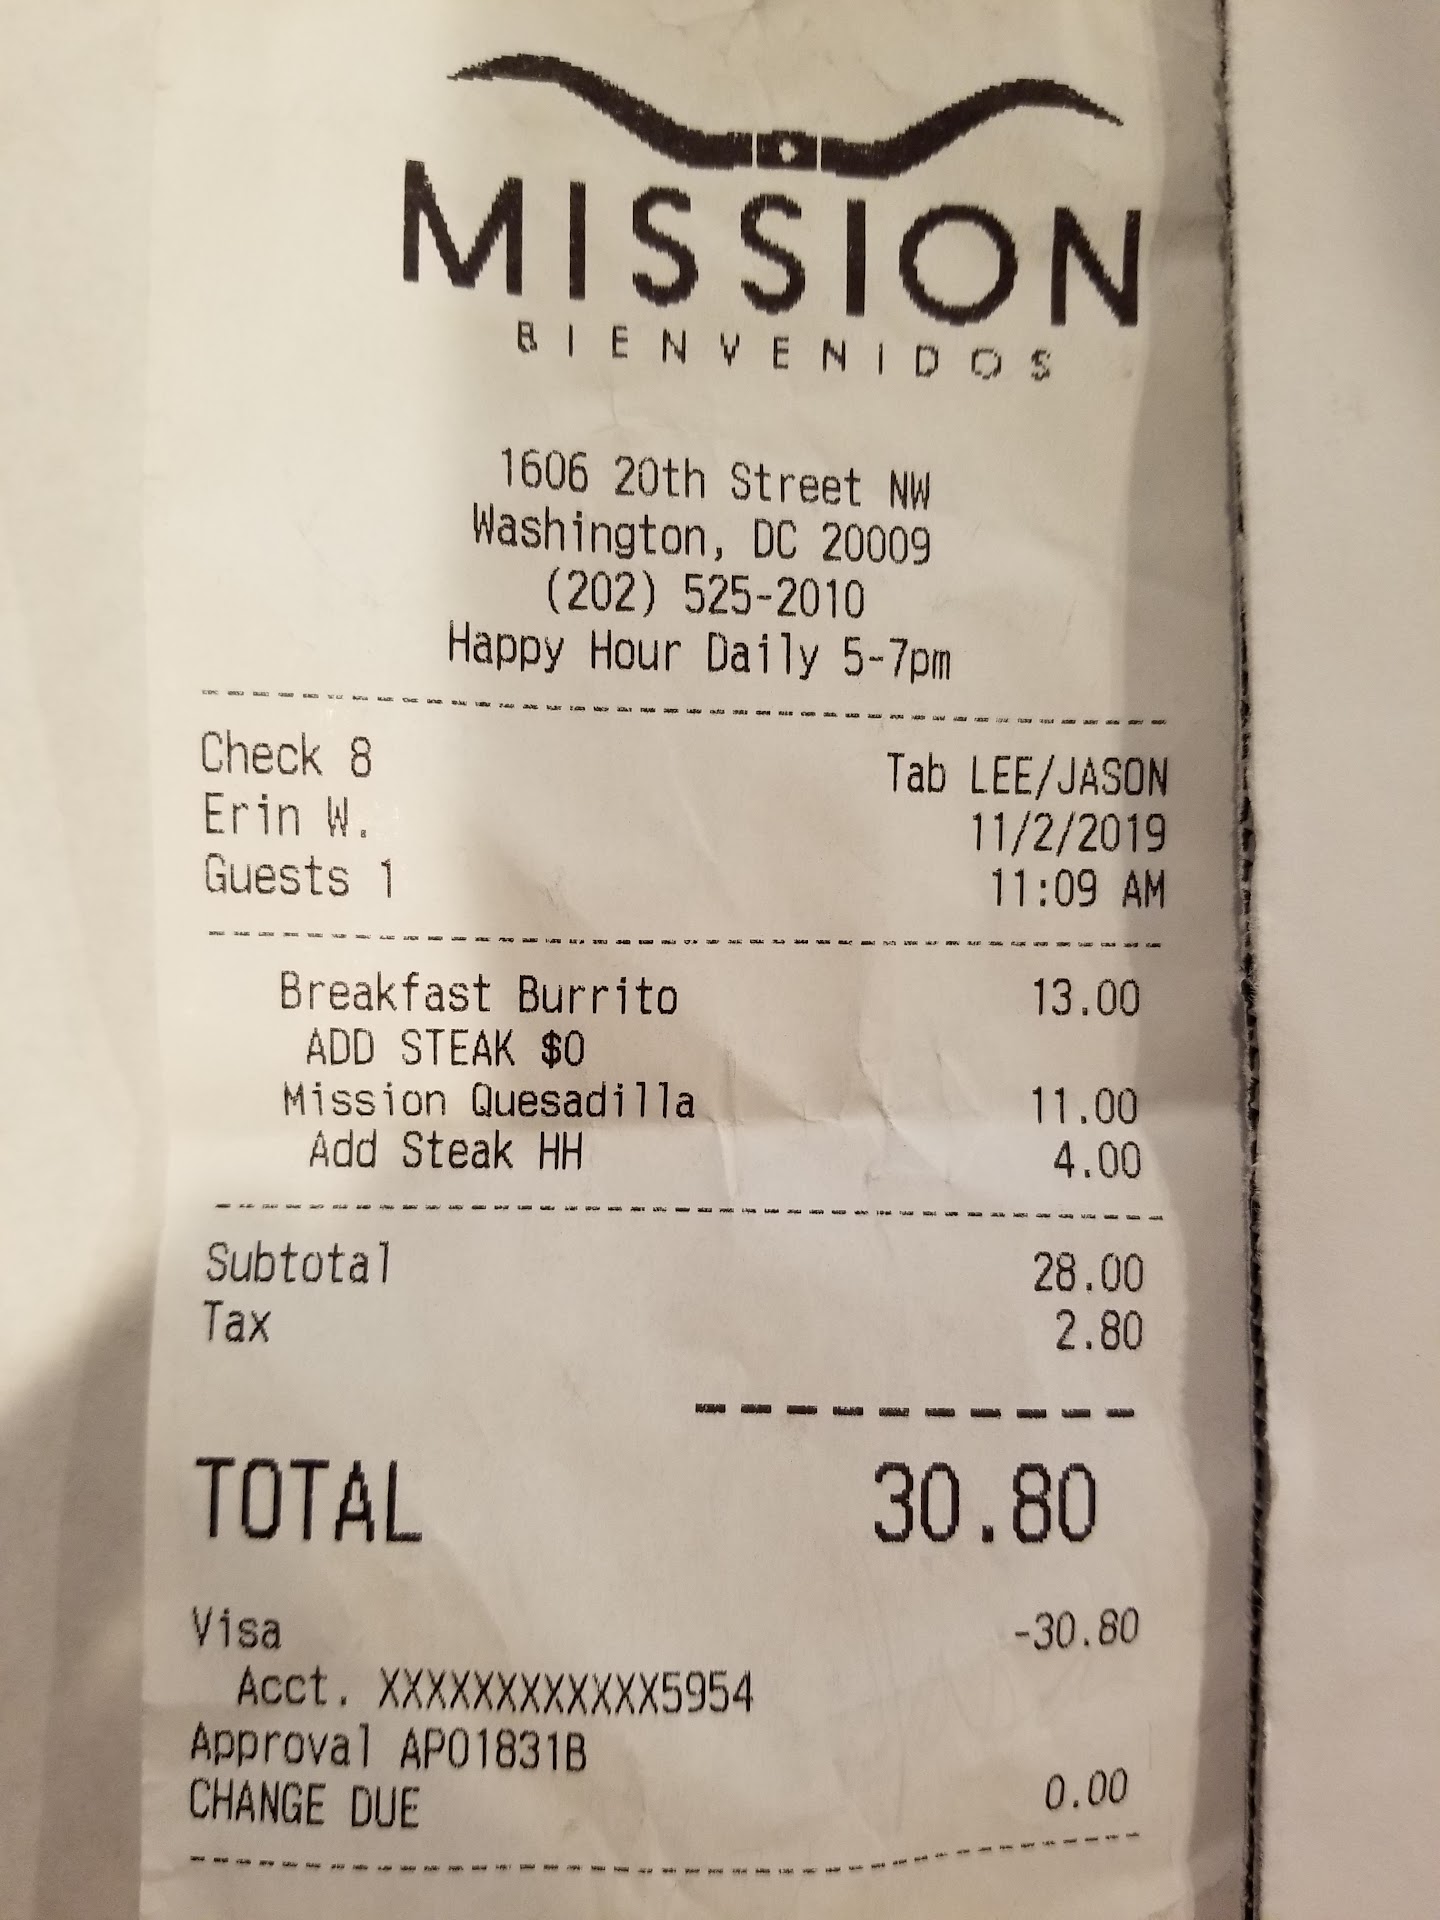 MISSION
BIENVENIDOS
1606 20th Street NW
Washington, DC 20009
(202) 525-2010
Happy Hour Daily 5-7pm
Check 8 Tab LEE/JASON
Erin W. 11/2/2019
Guests 1 11:09 AM
Breakfast Burrito 13.00
ADD STEAK $0
Mission Quesadilla 11.00
Add Steak HH 4.00
Subtotal 28.00
Tax 2.80
TOTAL 30.80
Visa -30.80
Acct. XXXXXXXXXXXX5954
Approval AP01831B
CHANGE DUE 0.00